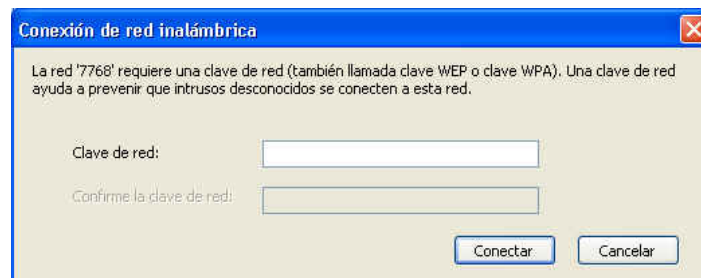 Conexión de red inalámbrica
La red '7768' requiere una clave de red (también llamada clave WEP o clave WPA). Una clave de red
ayuda a prevenir que intrusos desconocidos se conecten a esta red.
Clave de red:
Confirme la clave de red:
Conectar
Cancelar